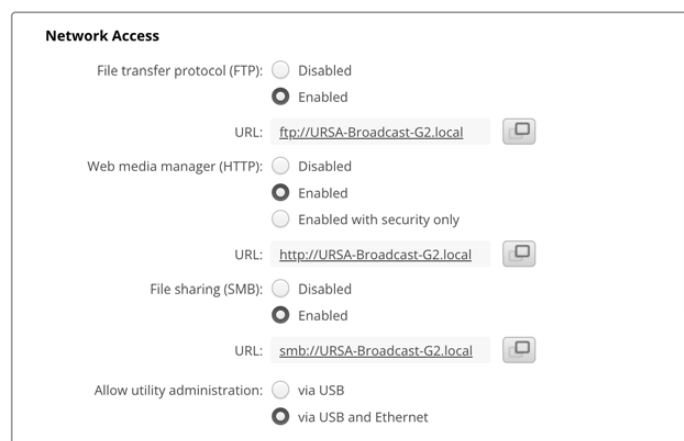 Network Access
File transfer protocol (FTP): Disabled
Enabled
URL: ftp://URSA-Broadcast-G2.local
Web media manager (HTTP): Disabled
Enabled
Enabled with security only
URL: http://URSA-Broadcast-G2.local
File sharing (SMB): Disabled
Enabled
URL: smb://URSA-Broadcast-G2.local
Allow utility administration: via USB
via USB and Ethernet